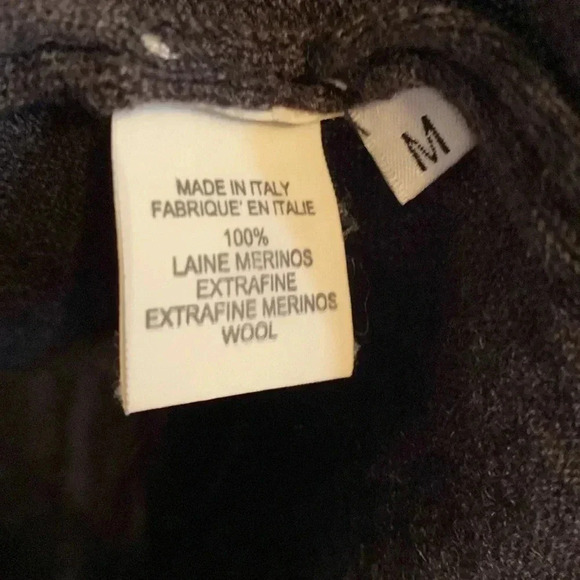 MADE IN ITALY
FABRIQUE' EN ITALIE
100%
LAINE MERINOS
EXTRAFINE
EXTRAFINE MERINOS
WOOL
M